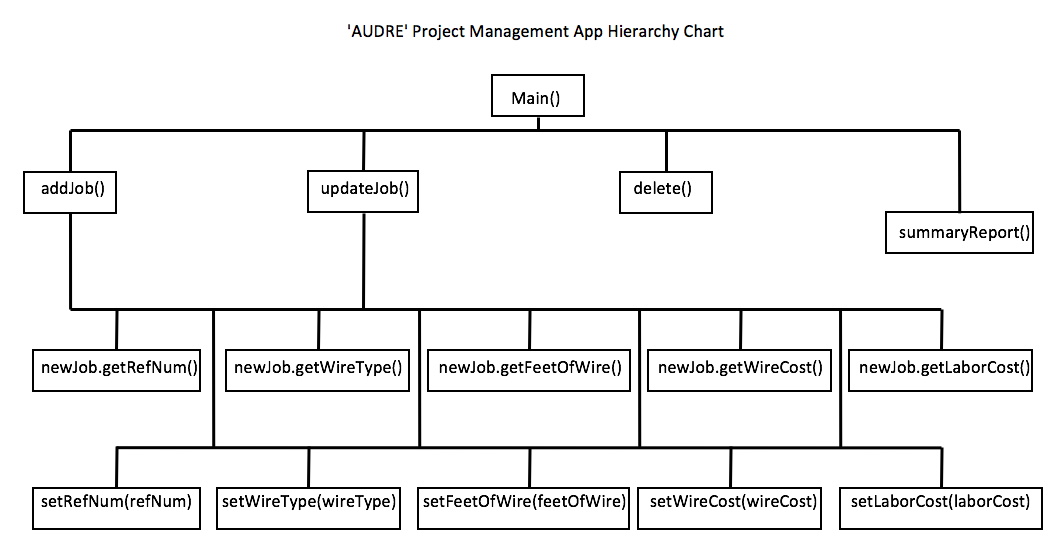 'AUDRE' Project Management App Hierarchy Chart
Main()
addJob()
updateJob()
delete()
summaryReport()
newJob.getRefNum()
newJob.getWireType()
newJob.getFeetOfWire()
newJob.getWireCost()
newJob.getLaborCost()
setRefNum(refNum)
setWireType(wireType)
setFeetOfWire(feetOfWire)
setWireCost(wireCost)
setLaborCost(laborCost)